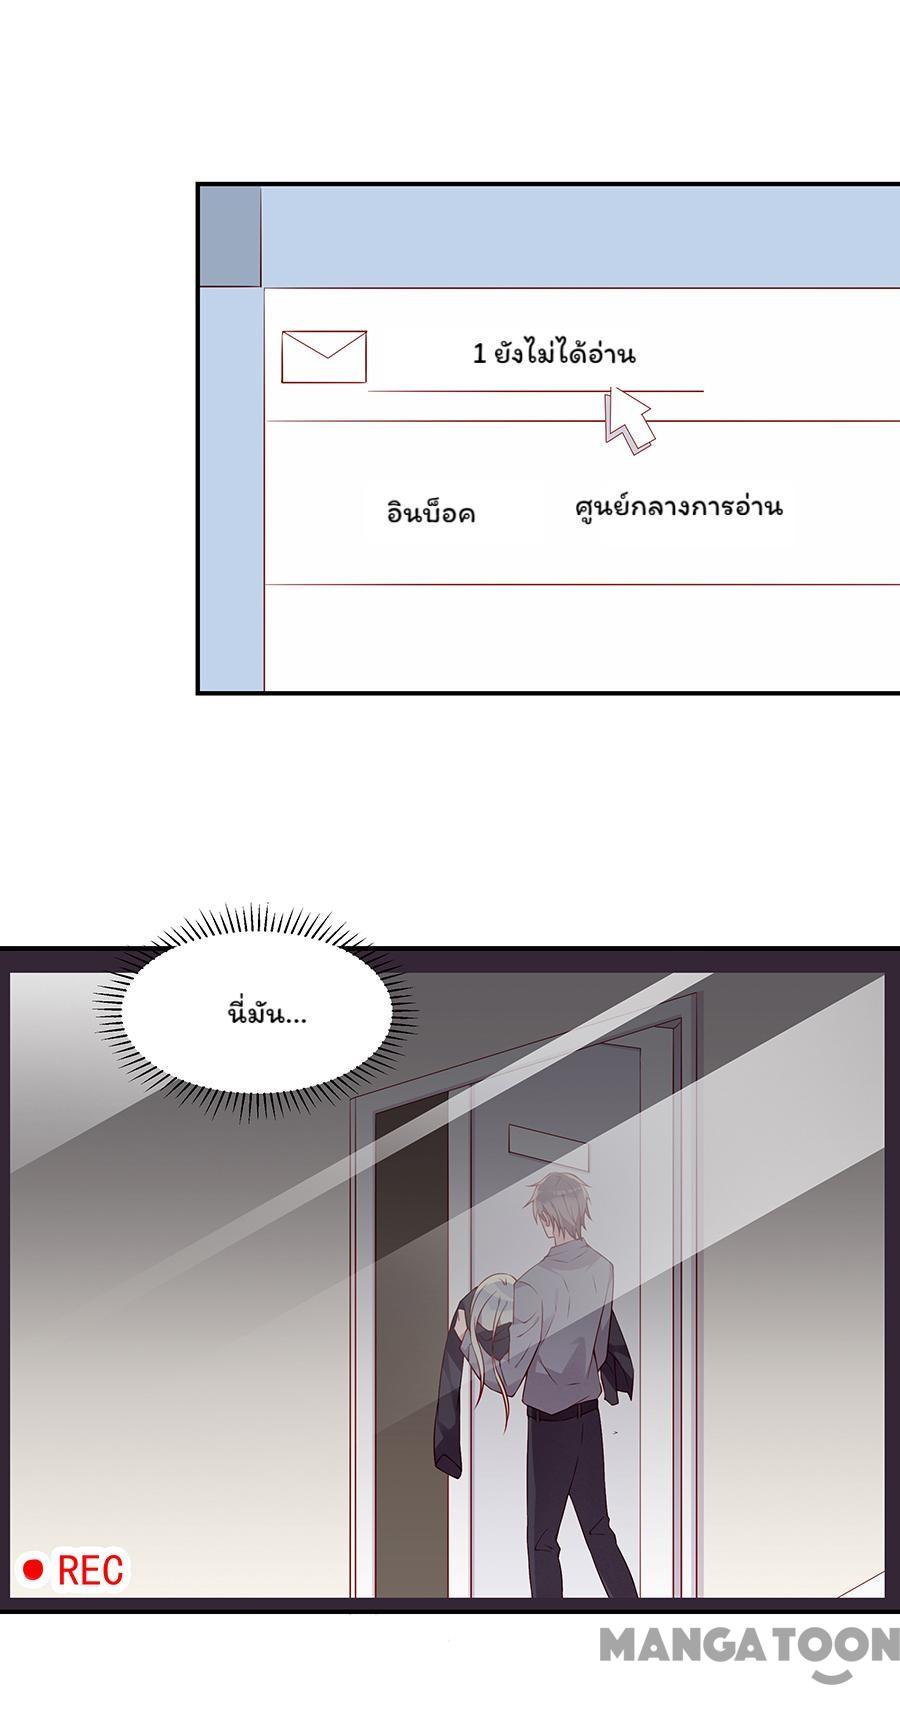 1 ยังไม่ได้อ่าน
อินบ็อค
ศูนย์กลางการอ่าน
นี่มัน...
REC
MANGATOON